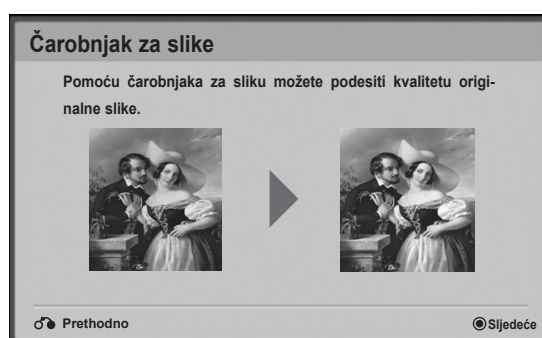 Čarobnjak za slike
Pomoću čarobnjaka za sliku možete podesiti kvalitetu origi-
nalne slike.
Prethodno
Sljedeće